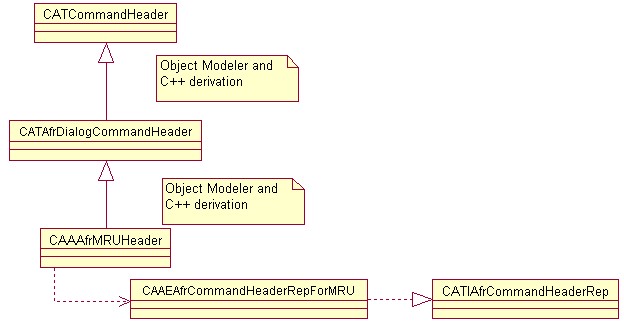 CATCommandHeader
Object Modeler and
C++ derivation
CATAfrDialogCommandHeader
Object Modeler and
C++ derivation
CAAAfrMRUHeader
CAAEAfrCommandHeaderRepForMRU
CATIAfrCommandHeaderRep